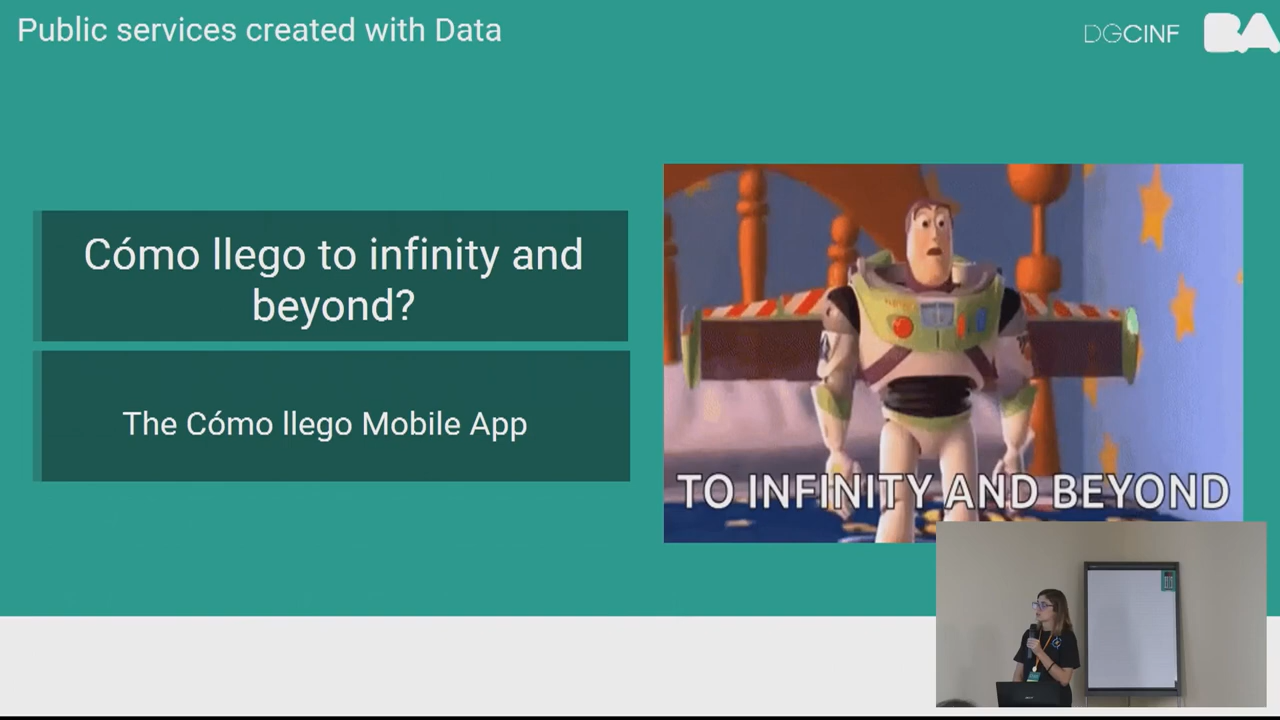 Public services created with Data
DGCINF
BA
Cómo llego to infinity and
beyond?
The Cómo llego Mobile App
TO INFINITY AND BEYOND